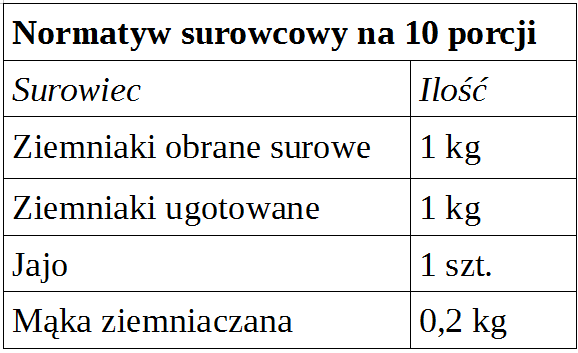 Normatyw surowcowy na 10 porcji
Surowiec Ilość
Ziemniaki obrane surowe 1 kg
Ziemniaki ugotowane 1 kg
Jajo 1 szt.
Mąka ziemniaczana 0,2 kg